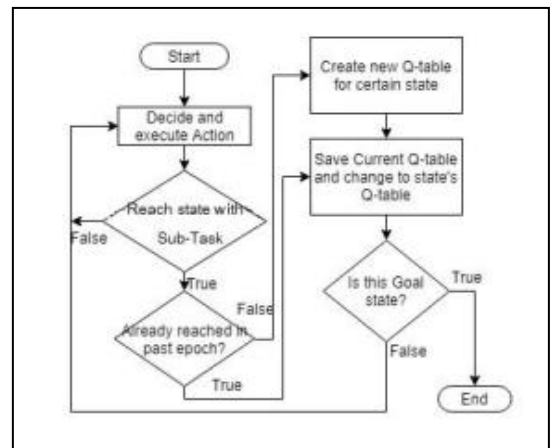 Start
Decide and
execute Action
Reach state with
Sub-Task
False
True
Already reached in
past epoch?
False
True
Create new Q-table
for certain state
Save Current Q-table
and change to state's
Q-table
Is this Goal
state?
True
False
End